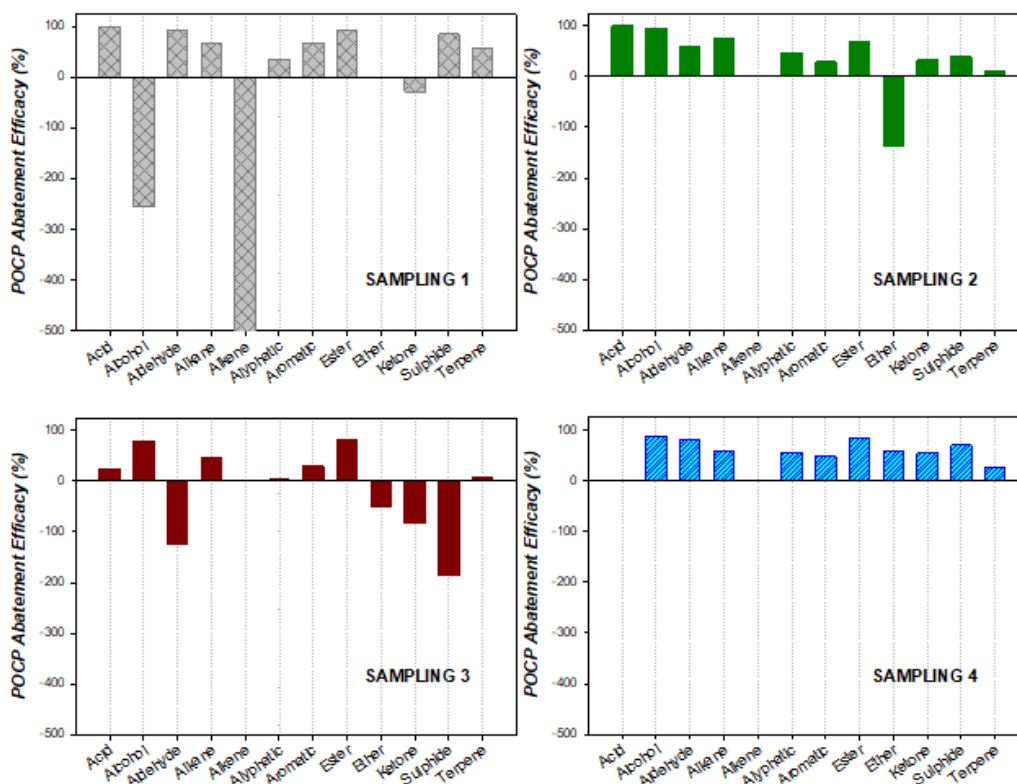 POCP Abatement Efficacy (%)
100
0
-100
-200
-300
-400
-500
SAMPLING 1
Acid
Alcohol
Aldehyde
Alkane
Alkene
Alyphatic
Aromatic
Ester
Ether
Ketone
Sulphide
Terpene
POCP Abatement Efficacy (%)
100
0
-100
-200
-300
-400
-500
SAMPLING 2
Acid
Alcohol
Aldehyde
Alkane
Alkene
Alyphatic
Aromatic
Ester
Ether
Ketone
Sulphide
Terpene
POCP Abatement Efficacy (%)
100
0
-100
-200
-300
-400
-500
SAMPLING 3
Acid
Alcohol
Aldehyde
Alkane
Alkene
Alyphatic
Aromatic
Ester
Ether
Ketone
Sulphide
Terpene
POCP Abatement Efficacy (%)
100
0
-100
-200
-300
-400
-500
SAMPLING 4
Acid
Alcohol
Aldehyde
Alkane
Alkene
Alyphatic
Aromatic
Ester
Ether
Ketone
Sulphide
Terpene